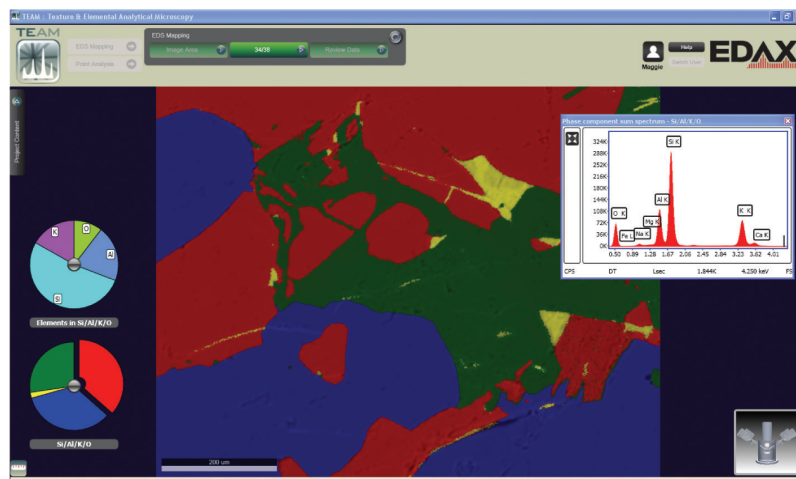 TEAM : Texture & Elemental Analytical Microscopy
TEAM
EDS Mapping
Point Analysis
EDS Mapping
Image Area
34/38
Review Data
Maggie
Help
Switch User
EDAX
Project Content
Phase component sum spectrum - Si/Al/K/O
324K
288K
252K
216K
180K
144K
108K
72K
36K
0K
Si K
Al K
O K
Mg K
Fe L
Na K
K K
Ca K
0.50 0.89 1.28 1.67 2.06 2.45 2.84 3.23 3.62 4.01
CPS DT Lsec 1.844K 4.250 keV FS
K
O
Al
Si
Elements in Si/Al/K/O
Si/Al/K/O
200 um